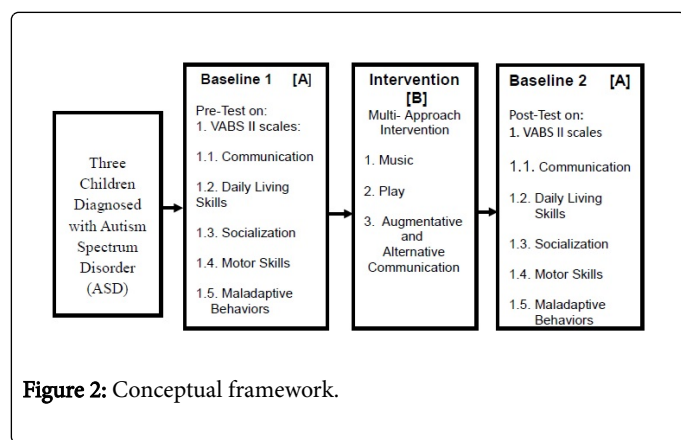 Three
Children
Diagnosed
with Autism
Spectrum
Disorder
(ASD)
Baseline 1 [A]
Pre-Test on:
1. VABS II scales:
1.1. Communication
1.2. Daily Living
Skills
1.3. Socialization
1.4. Motor Skills
1.5. Maladaptive
Behaviors
Intervention
[B]
Multi- Approach
Intervention
1. Music
2. Play
3. Augmentative
and
Alternative
Communication
Baseline 2 [A]
Post-Test on:
1. VABS II scales
1.1. Communication
1.2. Daily Living
Skills
1.3. Socialization
1.4. Motor Skills
1.5. Maladaptive
Behaviors
Figure 2: Conceptual framework.